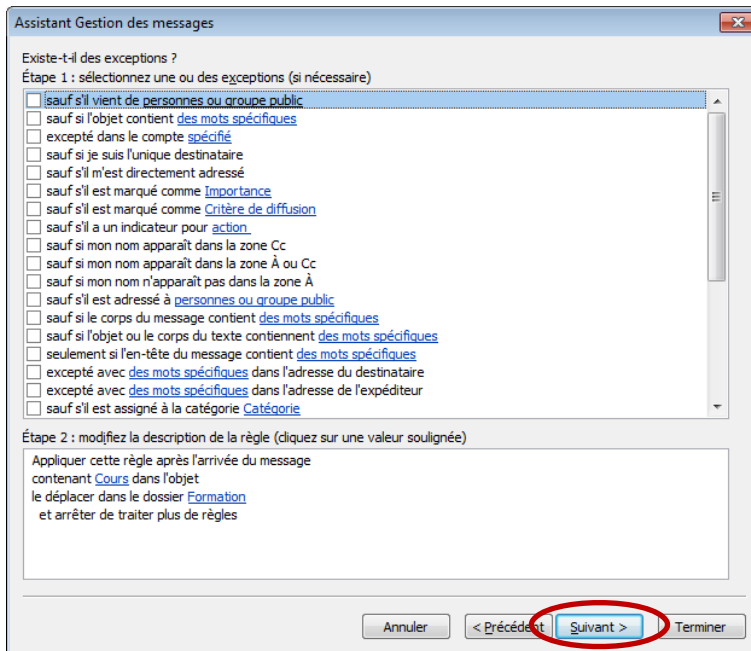 Assistant Gestion des messages
Existe-t-il des exceptions ?
Étape 1 : sélectionnez une ou des exceptions (si nécessaire)
sauf s'il vient de personnes ou groupe public
sauf si l'objet contient des mots spécifiques
excepté dans le compte spécifié
sauf si je suis l'unique destinataire
sauf s'il m'est directement adressé
sauf s'il est marqué comme Importance
sauf s'il est marqué comme Critère de diffusion
sauf s'il a un indicateur pour action
sauf si mon nom apparaît dans la zone Cc
sauf si mon nom apparaît dans la zone À ou Cc
sauf si mon nom n'apparaît pas dans la zone À
sauf s'il est adressé à personnes ou groupe public
sauf si le corps du message contient des mots spécifiques
sauf si l'objet ou le corps du texte contiennent des mots spécifiques
seulement si l'en-tête du message contient des mots spécifiques
excepté avec des mots spécifiques dans l'adresse du destinataire
excepté avec des mots spécifiques dans l'adresse de l'expéditeur
sauf s'il est assigné à la catégorie Catégorie
Étape 2 : modifiez la description de la règle (cliquez sur une valeur soulignée)
Appliquer cette règle après l'arrivée du message
contenant Cours dans l'objet
le déplacer dans le dossier Formation
et arrêter de traiter plus de règles
Annuler < Précédent Suivant > Terminer